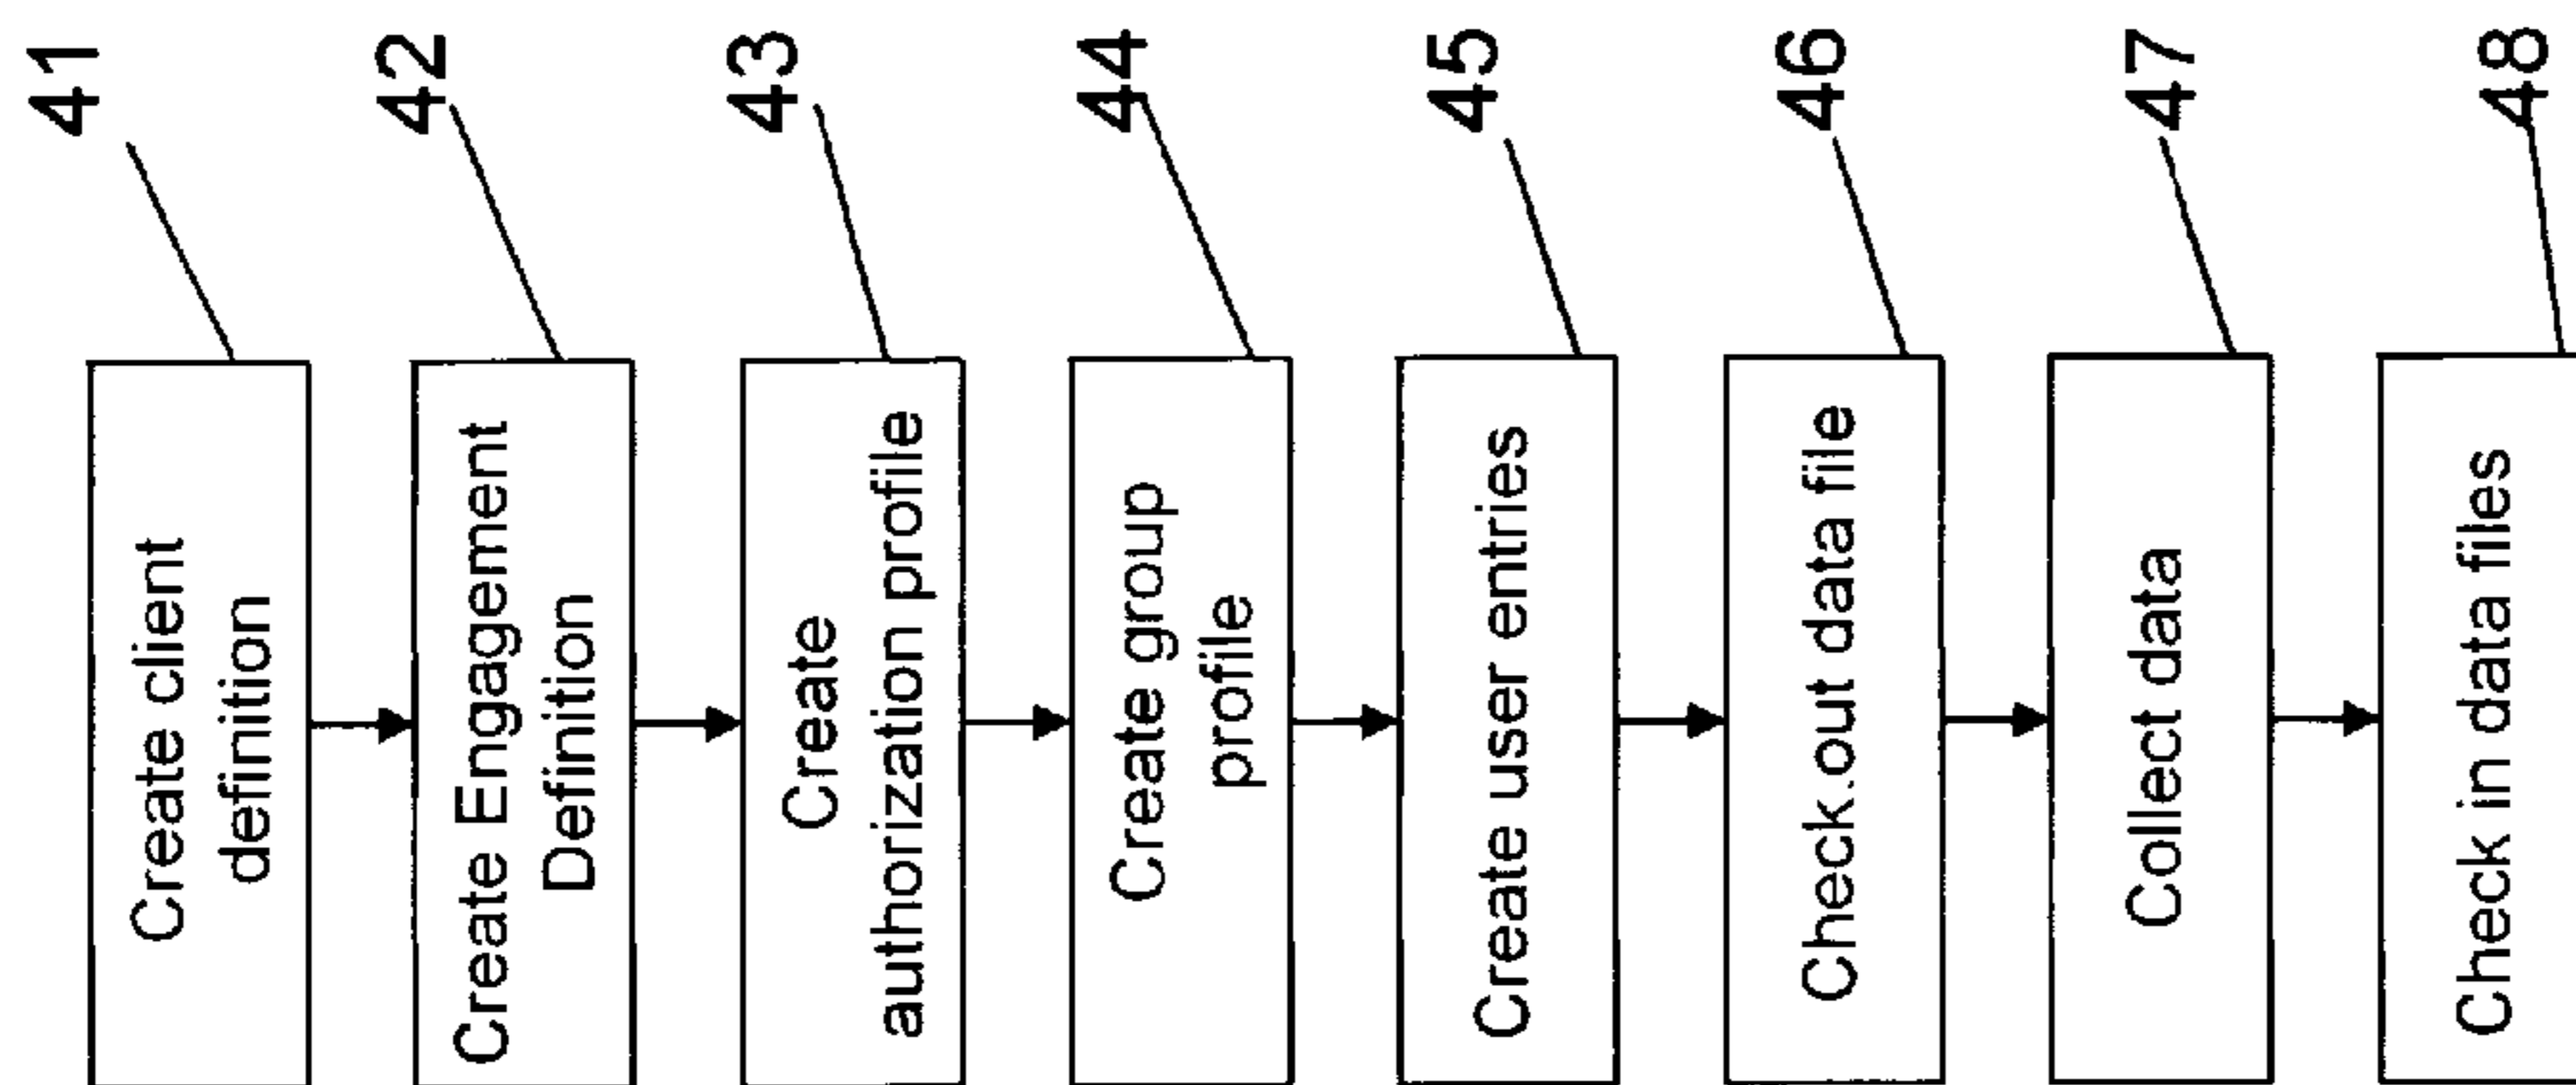 41
Create client
definition
42
Create Engagement
Definition
43
Create
authorization profile
44
Create group
profile
45
Create user entries
46
Check.out data file
47
Collect data
48
Check in data files